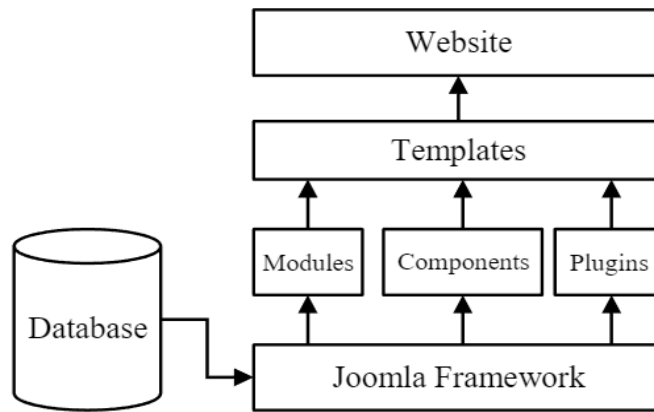 Website
Templates
Modules
Components
Plugins
Database
Joomla Framework